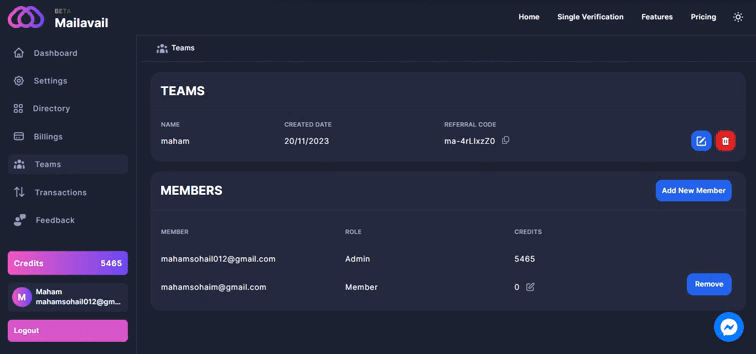 BETA
Mailavail
Home Single Verification Features Pricing
Dashboard
Settings
Directory
Billings
Teams
Transactions
Feedback
Credits 5465
M
Maham
mahamsohail012@gm...
Logout
Teams
TEAMS
NAME CREATED DATE REFERRAL CODE
maham 20/11/2023 ma-4rLIxzZ0
MEMBERS
Add New Member
MEMBER ROLE CREDITS
mahamsohail012@gmail.com Admin 5465
mahamsohaim@gmail.com Member 0 Remove